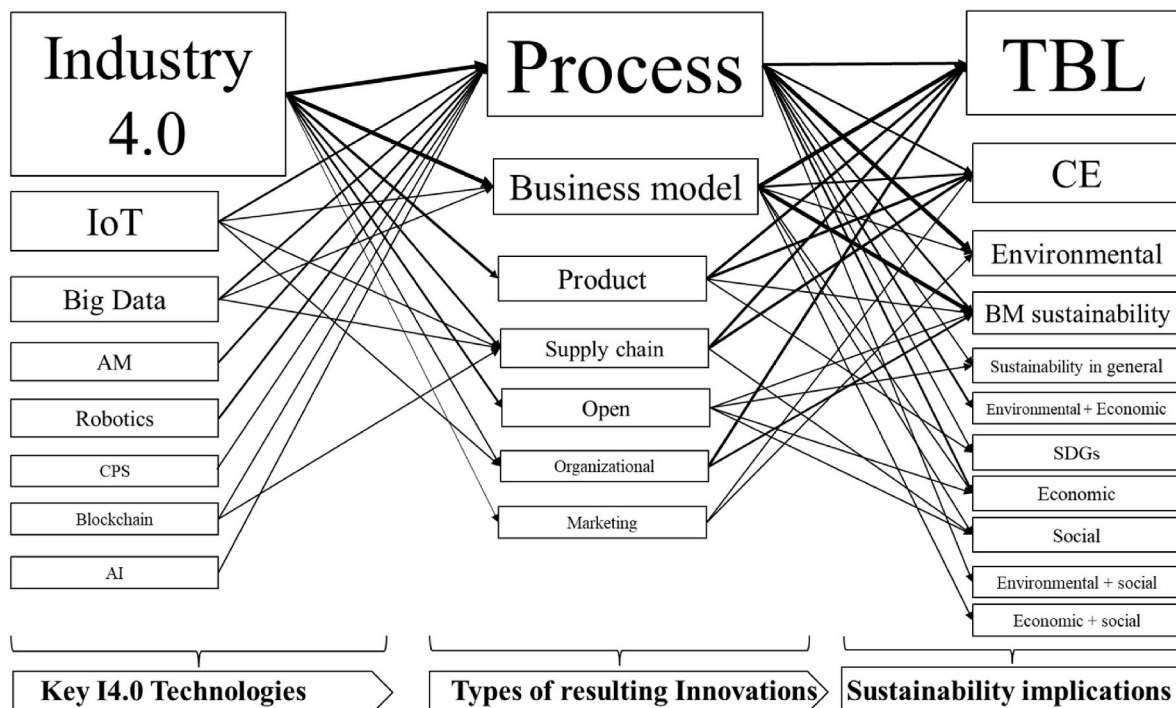 Industry
4.0
IoT
Big Data
AM
Robotics
CPS
Blockchain
AI
Process
Business model
Product
Supply chain
Open
Organizational
Marketing
TBL
CE
Environmental
BM sustainability
Sustainability in general
Environmental + Economic
SDGs
Economic
Social
Environmental + social
Economic + social
Key I4.0 Technologies
Types of resulting Innovations
Sustainability implications